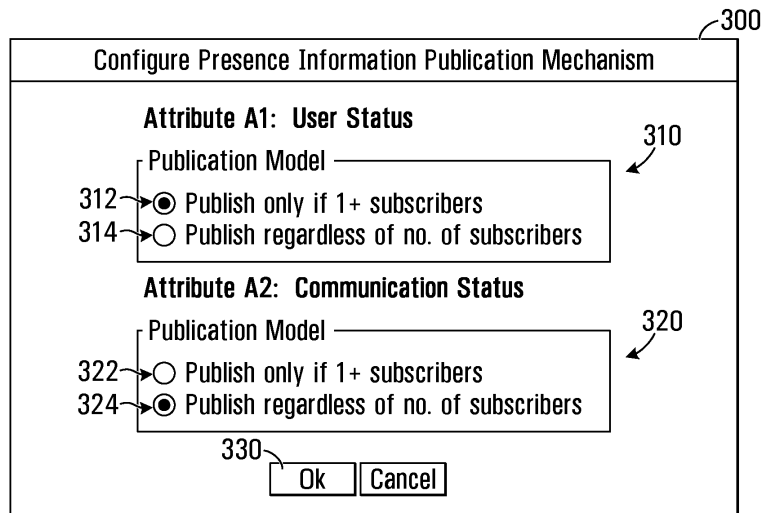 300
Configure Presence Information Publication Mechanism
Attribute A1: User Status
Publication Model
310
312 Publish only if 1+ subscribers
314 Publish regardless of no. of subscribers
Attribute A2: Communication Status
Publication Model
320
322 Publish only if 1+ subscribers
324 Publish regardless of no. of subscribers
330
Ok Cancel